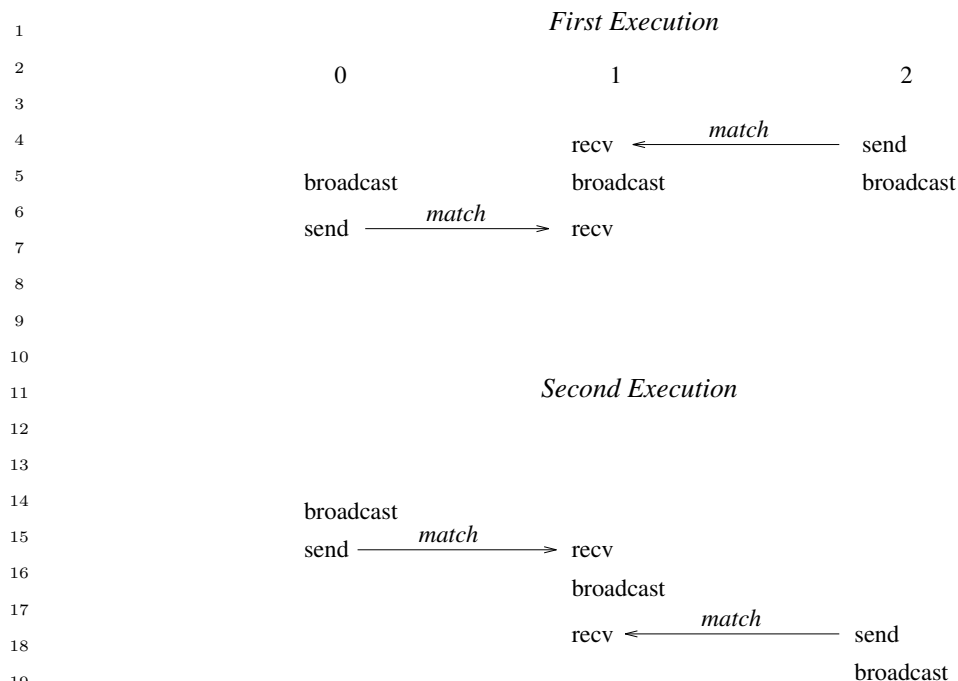 1
First Execution
2
0 1 2
3
4
recv match send
5
broadcast broadcast broadcast
6
send match recv
7
8
9
10
11
Second Execution
12
13
14
broadcast
15
send match recv
16
broadcast
17
recv match send
18
broadcast